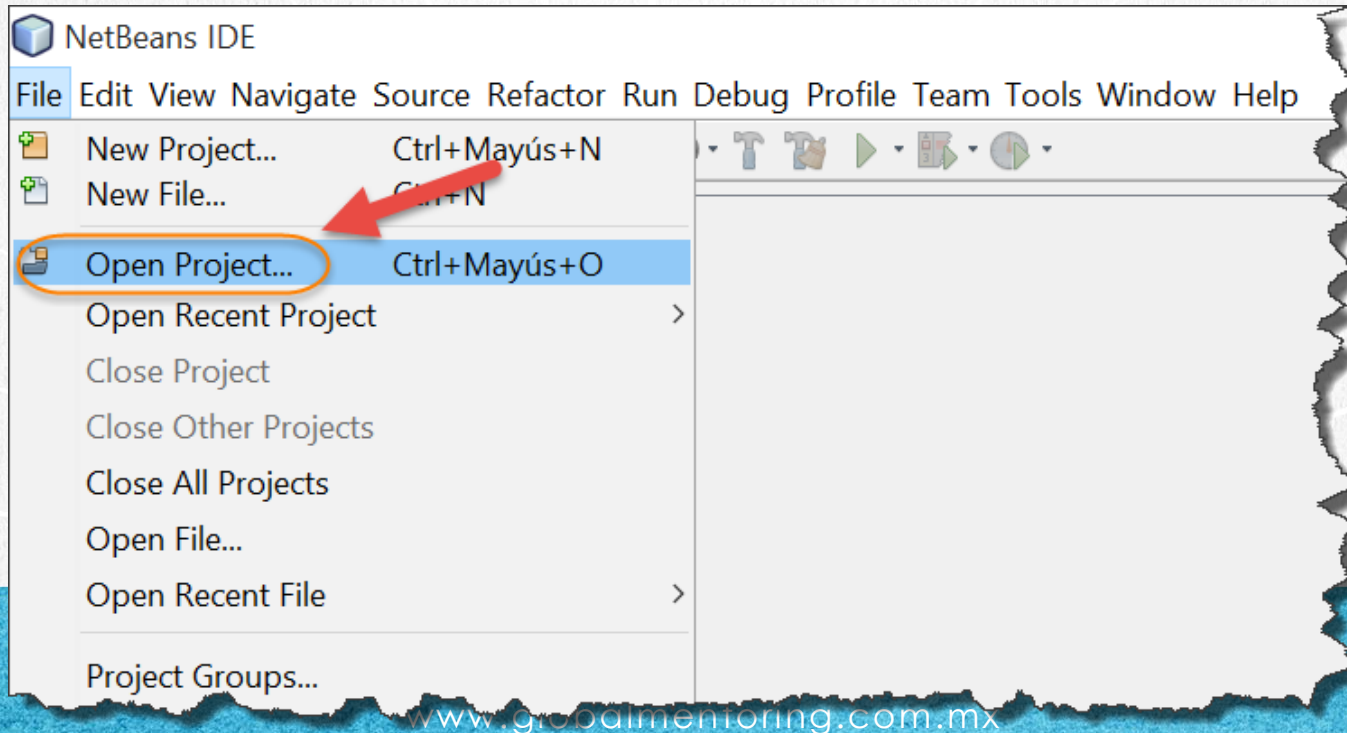 NetBeans IDE
File Edit View Navigate Source Refactor Run Debug Profile Team Tools Window Help
New Project... Ctrl+Mayús+N
New File... Ctrl+N
Open Project... Ctrl+Mayús+O
Open Recent Project
Close Project
Close Other Projects
Close All Projects
Open File...
Open Recent File
Project Groups...
www.globalmentoring.com.mx